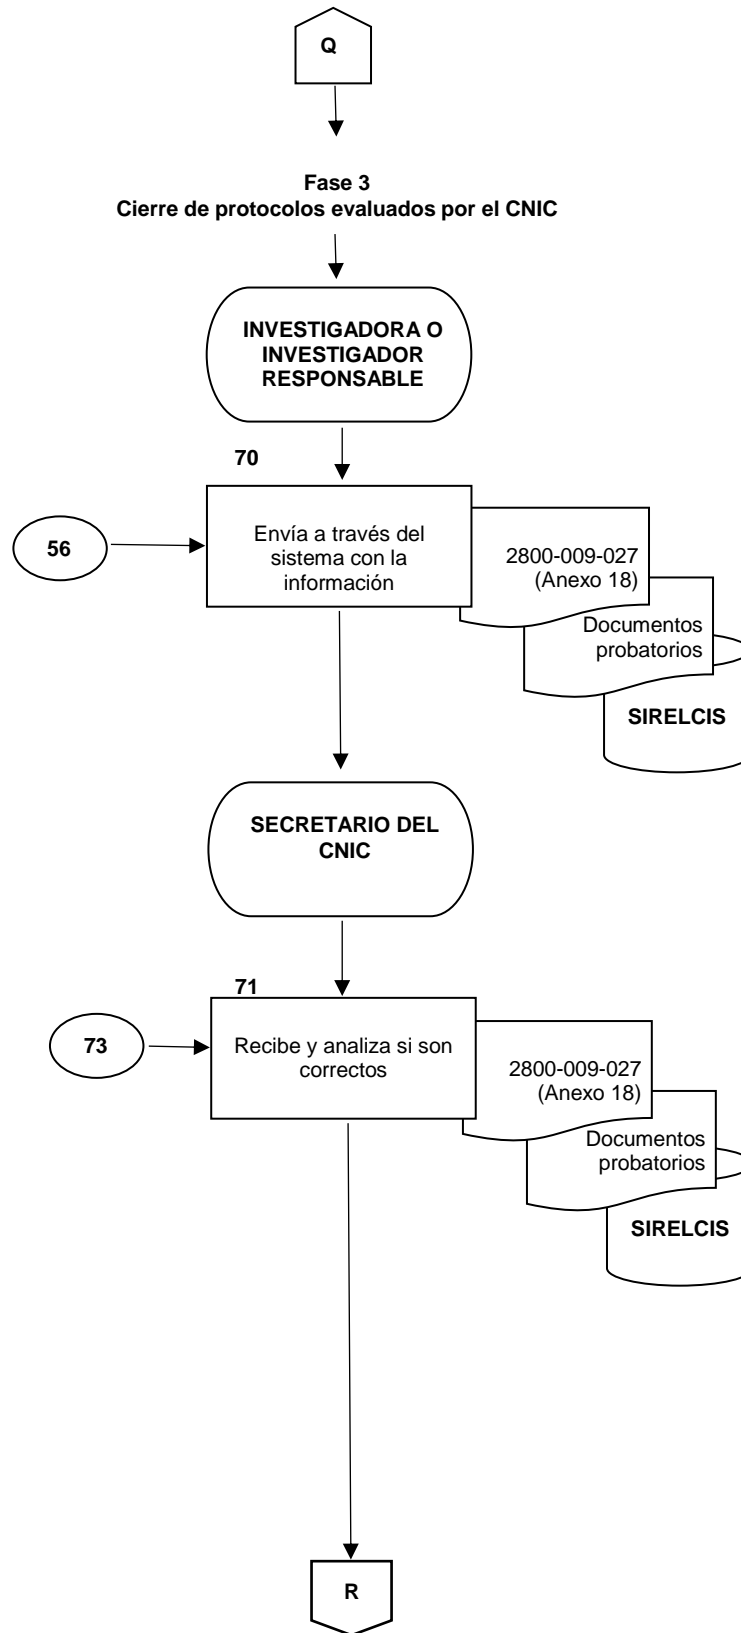 Q
Fase 3
Cierre de protocolos evaluados por el CNIC
INVESTIGADORA O
INVESTIGADOR
RESPONSABLE
70
56
Envía a través del
sistema con la
información
2800-009-027
(Anexo 18)
Documentos
probatorios
SIRELCIS
SECRETARIO DEL
CNIC
71
73
Recibe y analiza si son
correctos
2800-009-027
(Anexo 18)
Documentos
probatorios
SIRELCIS
R